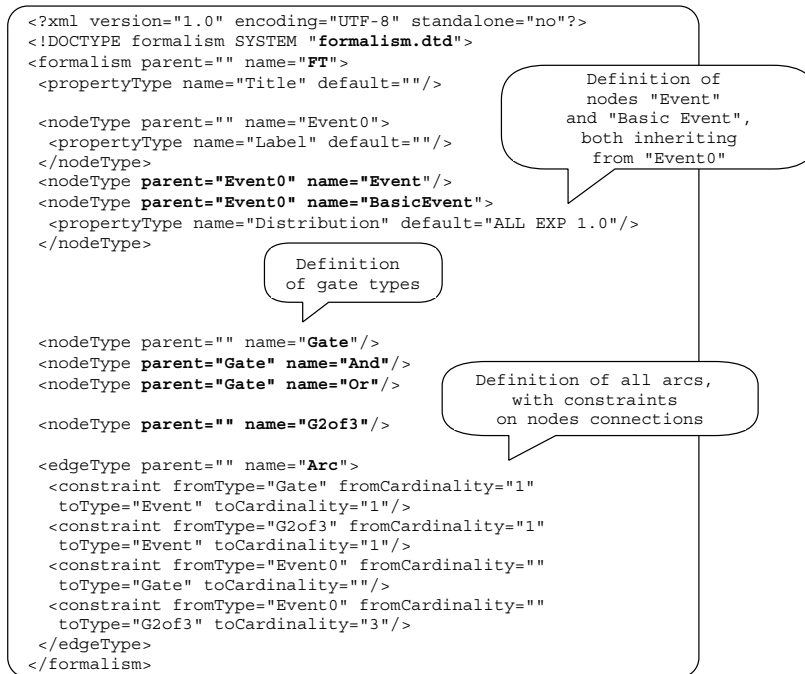 <?xml version="1.0" encoding="UTF-8" standalone="no"?>
<!DOCTYPE formalism SYSTEM "formalism.dtd">
<formalism parent="" name="FT">
<propertyType name="Title" default=""/>
<nodeType parent="" name="Event0">
<propertyType name="Label" default=""/>
</nodeType>
<nodeType parent="Event0" name="Event"/>
<nodeType parent="Event0" name="BasicEvent">
<propertyType name="Distribution" default="ALL EXP 1.0"/>
</nodeType>
Definition of
nodes "Event"
and "Basic Event",
both inheriting
from "Event0"
Definition
of gate types
<nodeType parent="" name="Gate"/>
<nodeType parent="Gate" name="And"/>
<nodeType parent="Gate" name="Or"/>
<nodeType parent="" name="G2of3"/>
Definition of all arcs,
with constraints
on nodes connections
<edgeType parent="" name="Arc">
<constraint fromType="Gate" fromCardinality="1"
toType="Event" toCardinality="1"/>
<constraint fromType="G2of3" fromCardinality="1"
toType="Event" toCardinality="1"/>
<constraint fromType="Event0" fromCardinality=""
toType="Gate" toCardinality=""/>
<constraint fromType="Event0" fromCardinality=""
toType="G2of3" toCardinality="3"/>
</edgeType>
</formalism>